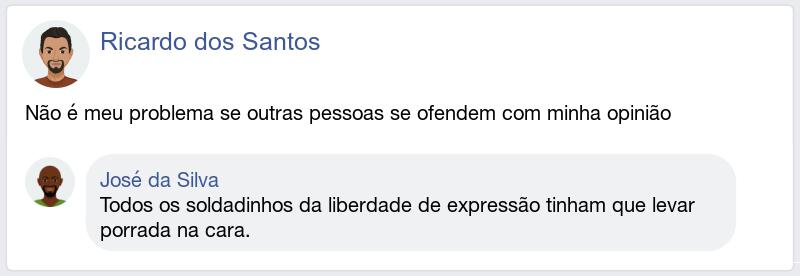 Ricardo dos Santos
Não é meu problema se outras pessoas se ofendem com minha opinião
José da Silva
Todos os soldadinhos da liberdade de expressão tinham que levar
porrada na cara.